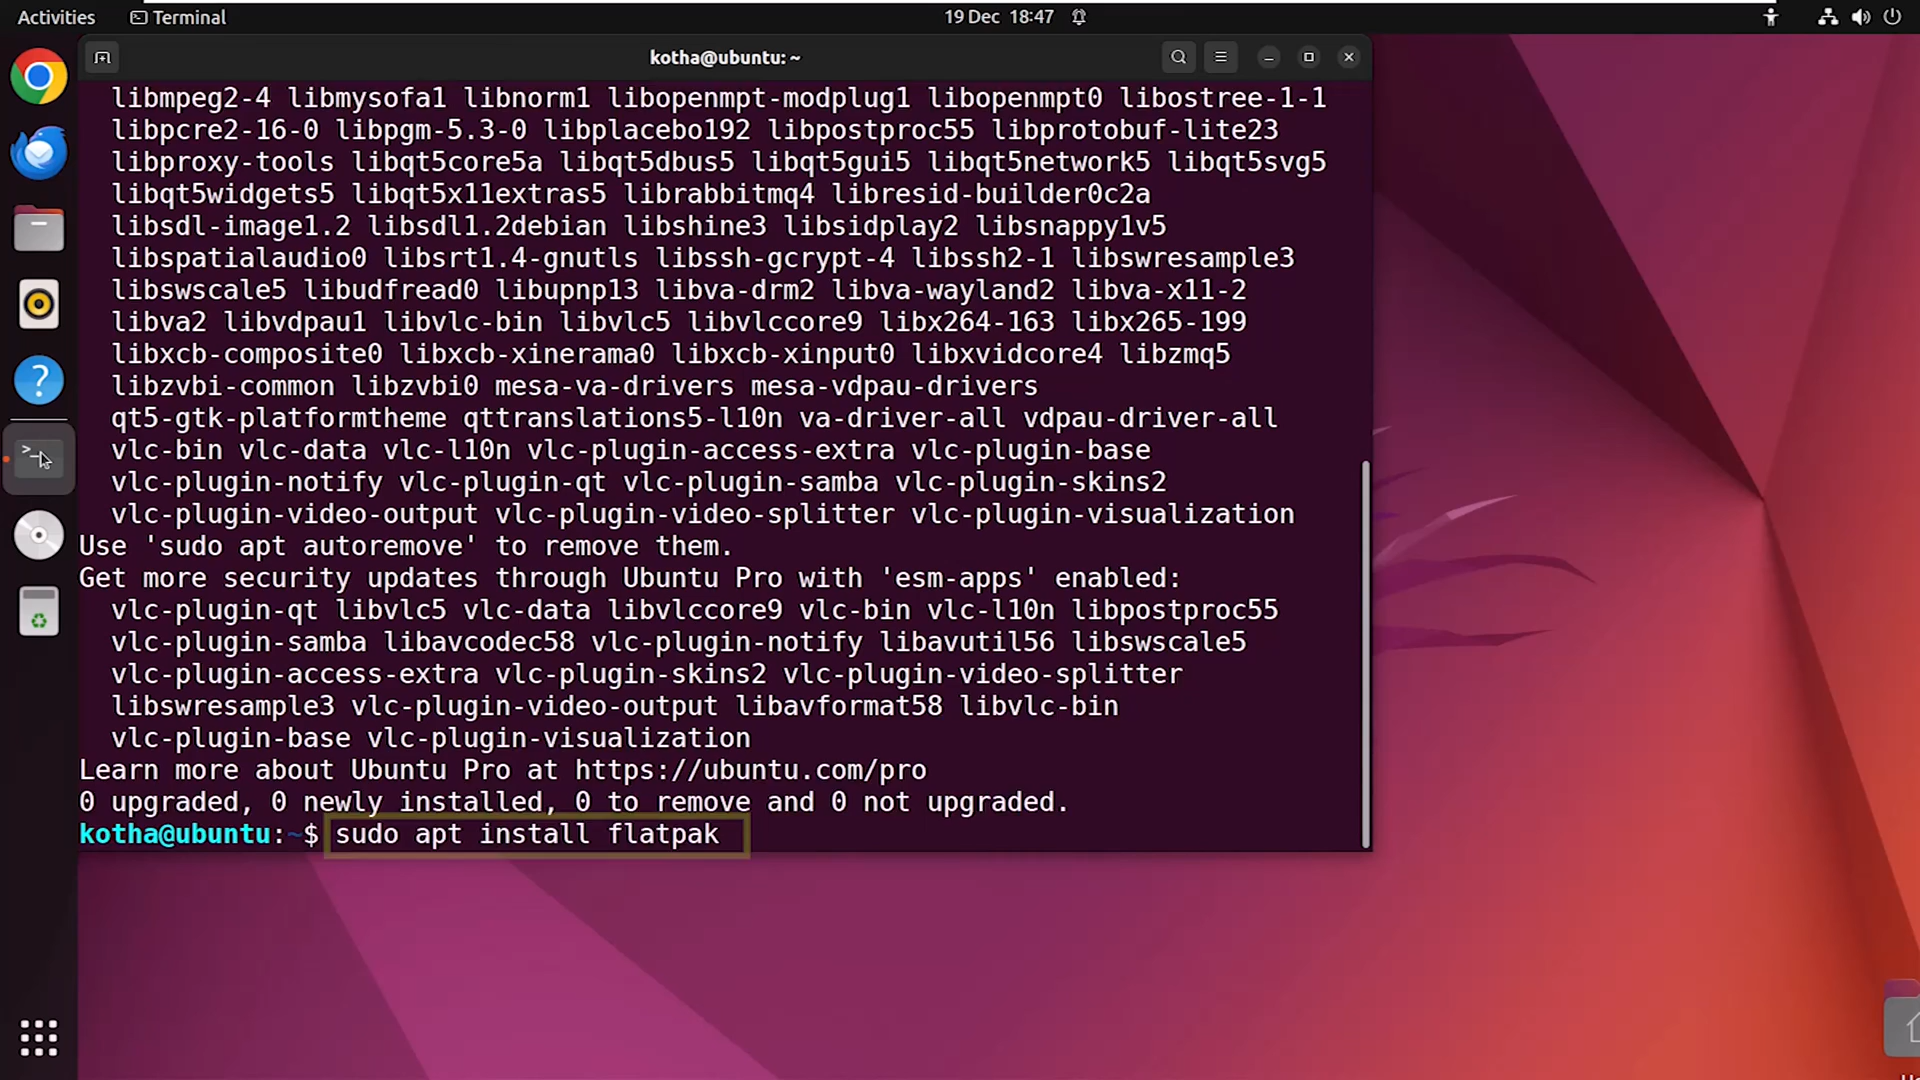 Activities Terminal 19 Dec 18:47
kotha@ubuntu: ~
libmpeg2-4 libmysofa1 libnorm1 libopenmpt-modplug1 libopenmpt0 libostree-1-1
libpcre2-16-0 libpgm-5.3-0 libplacebo192 libpostproc55 libprotobuf-lite23
libproxy-tools libqt5core5a libqt5dbus5 libqt5gui5 libqt5network5 libqt5svg5
libqt5widgets5 libqt5x11extras5 librabbitmq4 libresid-builder0c2a
libsdl-image1.2 libsdl1.2debian libshine3 libsidplay2 libsnappy1v5
libspatialaudio0 libsrt1.4-gnutls libssh-gcrypt-4 libssh2-1 libswresample3
libswscale5 libudfread0 libupnp13 libva-drm2 libva-wayland2 libva-x11-2
libva2 libvdpau1 libvlc-bin libvlc5 libvlccore9 libx264-163 libx265-199
libxcb-composite0 libxcb-xinerama0 libxcb-xinput0 libxvidcore4 libzmq5
libzvbi-common libzvbi0 mesa-va-drivers mesa-vdpau-drivers
qt5-gtk-platformtheme qttranslations5-l10n va-driver-all vdpau-driver-all
vlc-bin vlc-data vlc-l10n vlc-plugin-access-extra vlc-plugin-base
vlc-plugin-notify vlc-plugin-qt vlc-plugin-samba vlc-plugin-skins2
vlc-plugin-video-output vlc-plugin-video-splitter vlc-plugin-visualization
Use 'sudo apt autoremove' to remove them.
Get more security updates through Ubuntu Pro with 'esm-apps' enabled:
vlc-plugin-qt libvlc5 vlc-data libvlccore9 vlc-bin vlc-l10n libpostproc55
vlc-plugin-samba libavcodec58 vlc-plugin-notify libavutil56 libswscale5
vlc-plugin-access-extra vlc-plugin-skins2 vlc-plugin-video-splitter
libswresample3 vlc-plugin-video-output libavformat58 libvlc-bin
vlc-plugin-base vlc-plugin-visualization
Learn more about Ubuntu Pro at https://ubuntu.com/pro
0 upgraded, 0 newly installed, 0 to remove and 0 not upgraded.
kotha@ubuntu:~$ sudo apt install flatpak